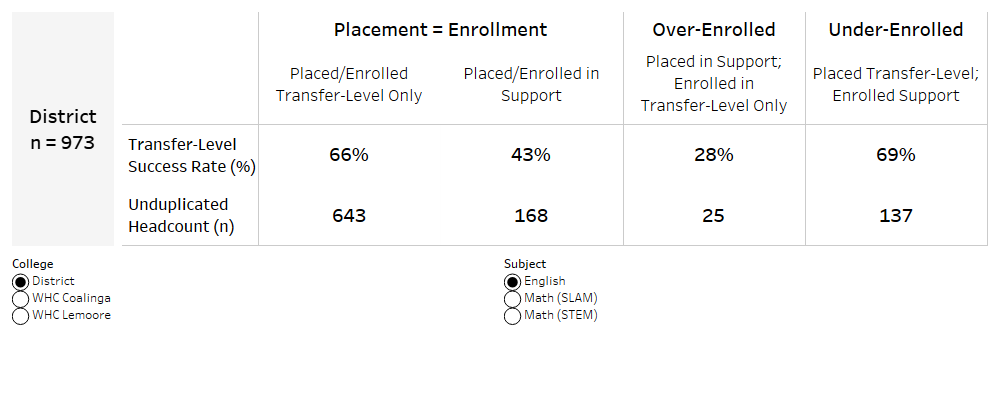 Placement = Enrollment
Over-Enrolled
Under-Enrolled
Placed/Enrolled
Transfer-Level Only
Placed/Enrolled in
Support
Placed in Support;
Enrolled in
Transfer-Level Only
Placed Transfer-Level;
Enrolled Support
District
n = 973
Transfer-Level
Success Rate (%)
66%
43%
28%
69%
Unduplicated
Headcount (n)
643
168
25
137
College
District
WHC Coalinga
WHC Lemoore
Subject
English
Math (SLAM)
Math (STEM)